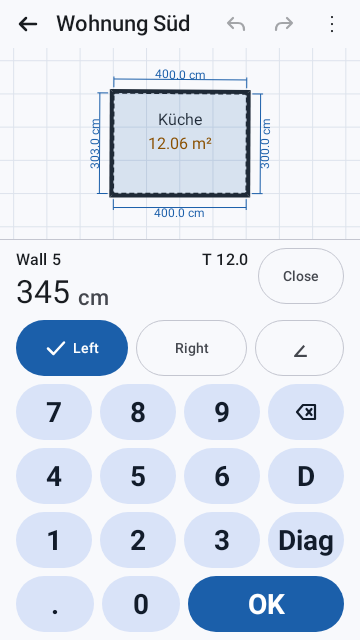 Wohnung Süd
400.0 cm
303.0 cm
Küche
12.06 m²
300.0 cm
400.0 cm
Wall 5
T 12.0
345 cm
Close
Left
Right
7 8 9
4 5 6 D
1 2 3 Diag
. 0 OK